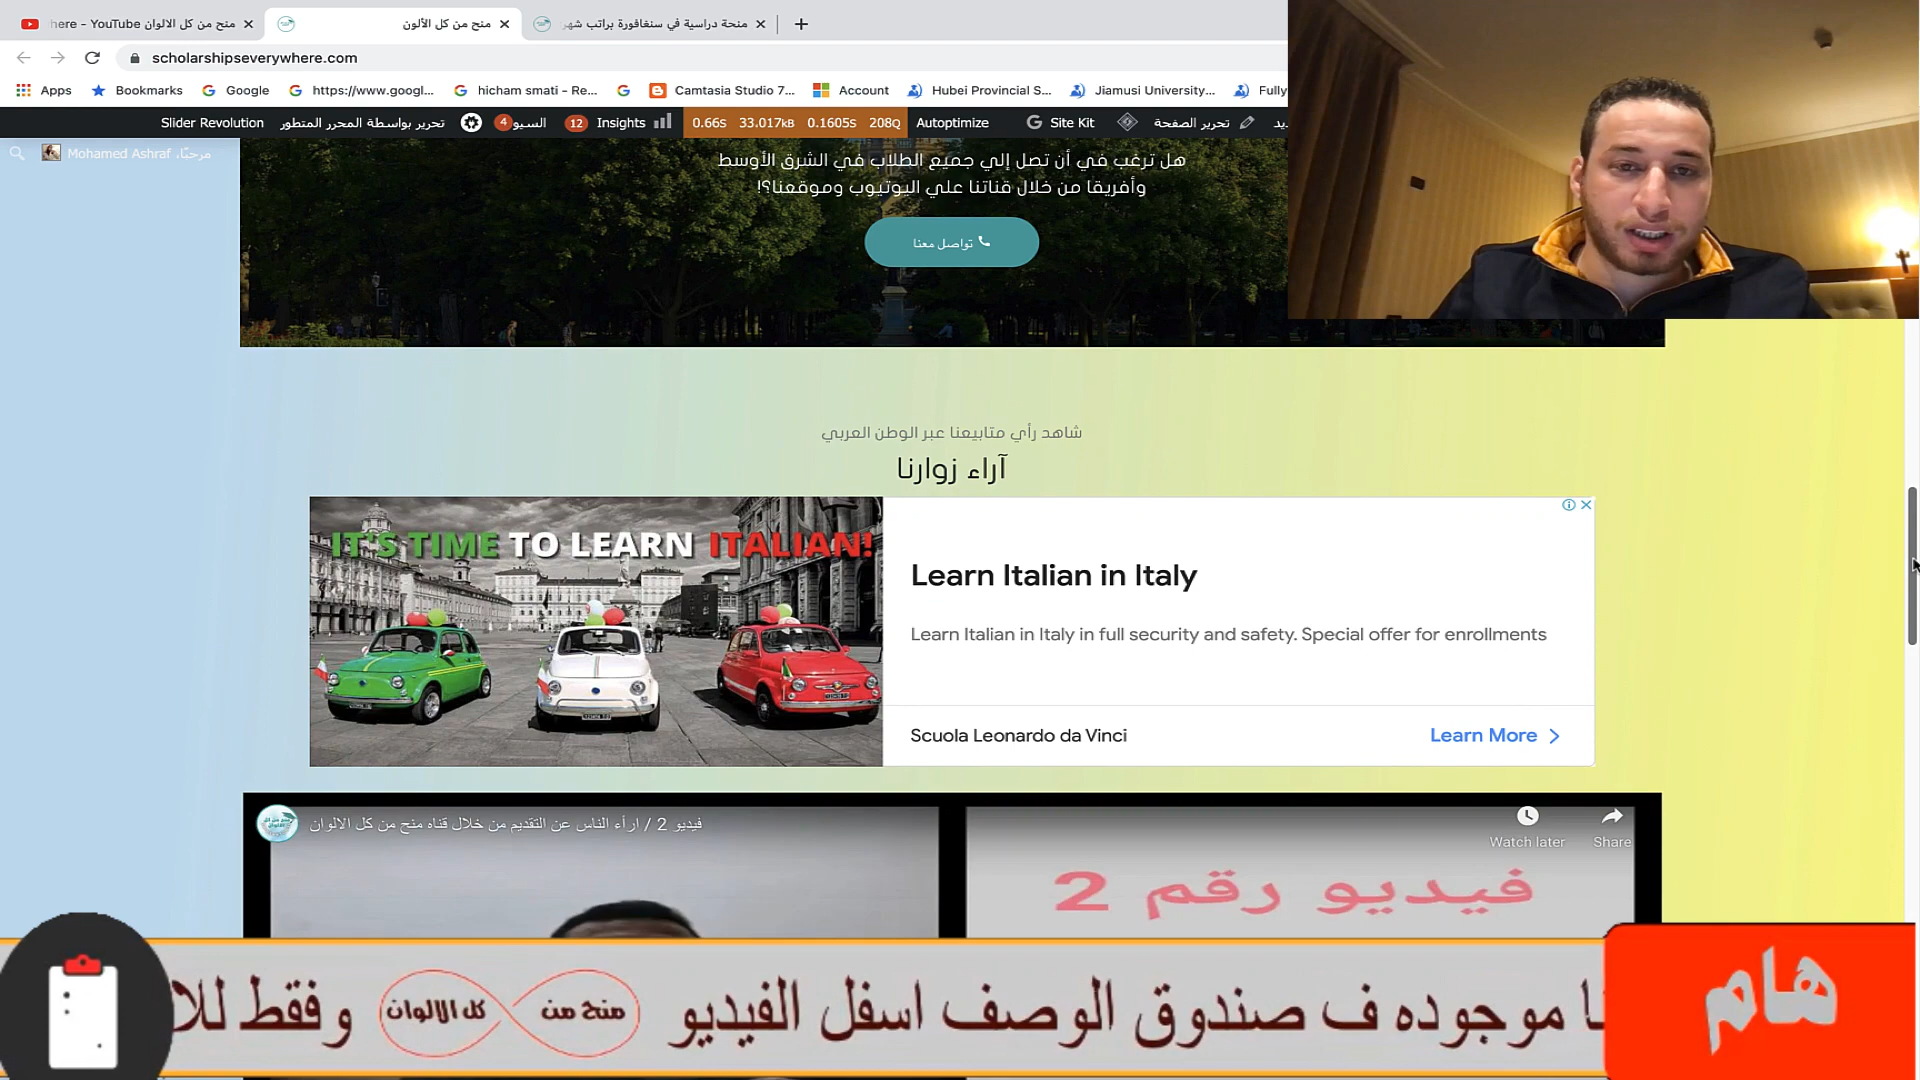 here - YouTube منح من كل الالوان
منح من كل الألون
منحة دراسية في سنغافورة براتب شهر
scholarshipseverywhere.com
Apps
Bookmarks
Google
https://www.googl...
hicham smati - Re...
Camtasia Studio 7...
Account
Hubei Provincial S...
Jiamusi University...
Fully
Slider Revolution
تحرير بواسطة المحرر المتطور
السيو 4
12
Insights
0.66S 33.017kB 0.1605S 208Q
Autoptimize
Site Kit
تحرير الصفحة
مرحبًا، Mohamed Ashraf
هل ترغب في أن تصل إلي جميع الطلاب في الشرق الأوسط
وأفريقا من خلال قناتنا علي اليوتيوب وموقعنا؟!
تواصل معنا
شاهد رأي متابيعنا عبر الوطن العربي
آراء زوارنا
IT'S TIME TO LEARN ITALIAN!
Learn Italian in Italy
Learn Italian in Italy in full security and safety. Special offer for enrollments
Scuola Leonardo da Vinci
Learn More
فيديو 2 / اراء الناس عن التقديم من خلال قناه منح من كل الالوان
Watch later
Share
فيديو رقم 2
هام
موجوده ف صندوق الوصف اسفل الفيديو
منح من كل الالوان
وفقط